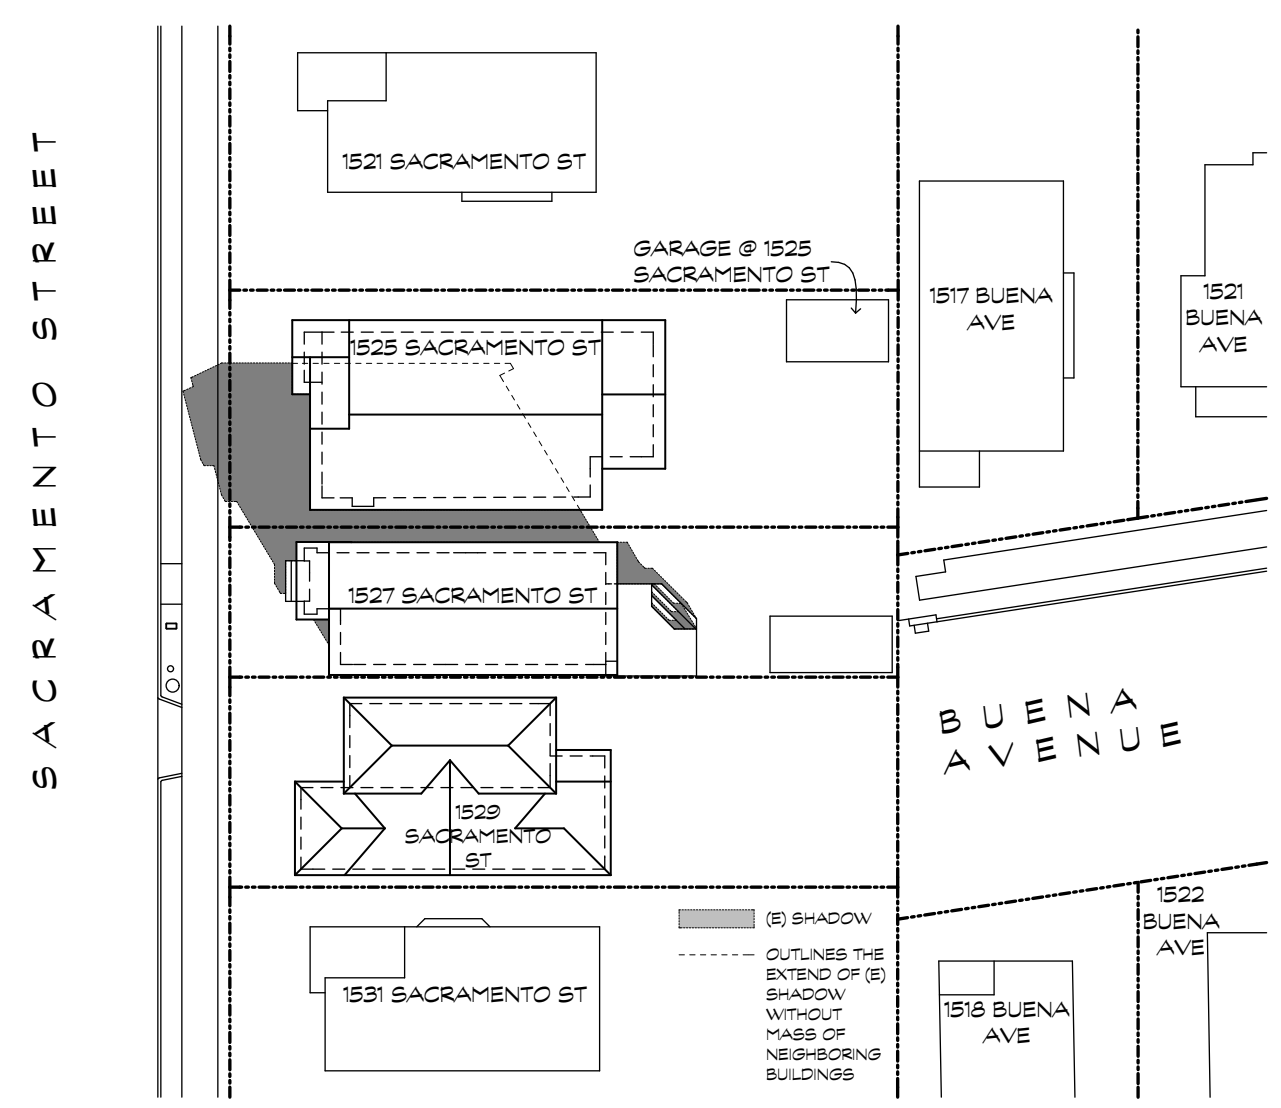 SACRAMENTO STREET
1521 SACRAMENTO ST
GARAGE @ 1525
SACRAMENTO ST
1517 BUENA
AVE
1521
BUENA
AVE
1525 SACRAMENTO ST
1527 SACRAMENTO ST
BUENA
AVENUE
1529
SACRAMENTO
ST
1522
BUENA
AVE
(E) SHADOW
OUTLINES THE
EXTEND OF (E)
SHADOW
WITHOUT
MASS OF
NEIGHBORING
BUILDINGS
1531 SACRAMENTO ST
1518 BUENA
AVE